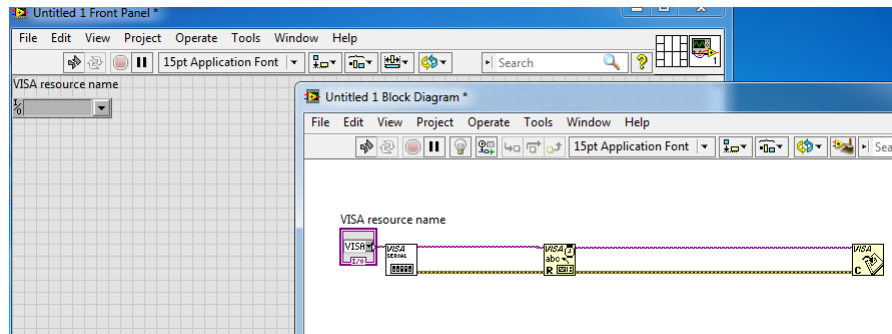 Untitled 1 Front Panel *
File Edit View Project Operate Tools Window Help
15pt Application Font
Search
1
VISA resource name
I/O
Untitled 1 Block Diagram *
File Edit View Project Operate Tools Window Help
15pt Application Font
Sea
VISA resource name
VISA
I/O
VISA
SERIAL
VISA
abc
R
VISA
C